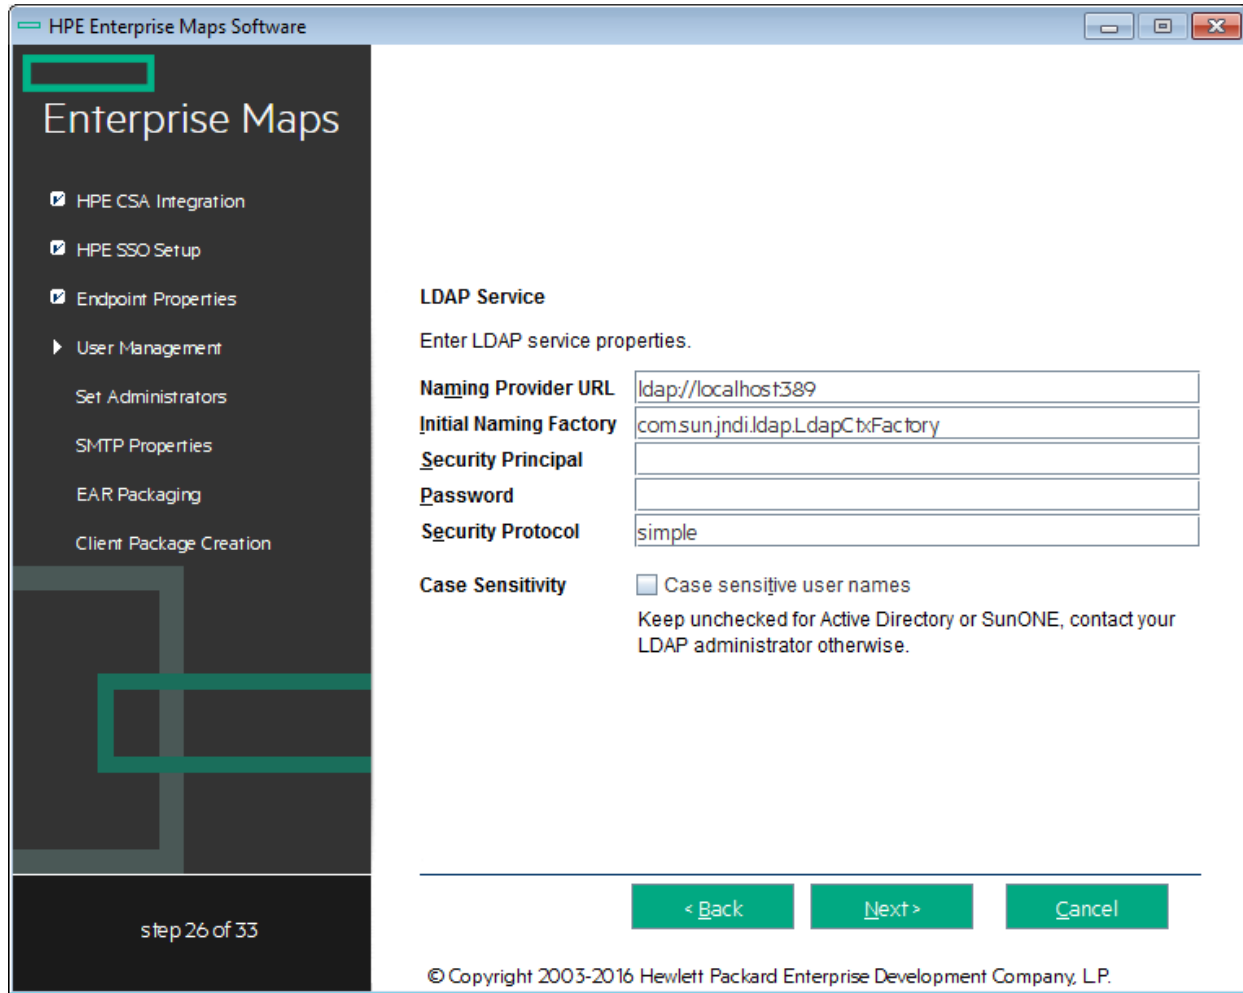 HPE Enterprise Maps Software
Enterprise Maps
HPE CSA Integration
HPE SSO Setup
Endpoint Properties
User Management
Set Administrators
SMTP Properties
EAR Packaging
Client Package Creation
step 26 of 33
LDAP Service
Enter LDAP service properties.
Naming Provider URL ldap://localhost:389
Initial Naming Factory com.sun.jndi.ldap.LdapCtxFactory
Security Principal
Password
Security Protocol simple
Case Sensitivity Case sensitive user names
Keep unchecked for Active Directory or SunONE, contact your
LDAP administrator otherwise.
< Back Next > Cancel
© Copyright 2003-2016 Hewlett Packard Enterprise Development Company, L.P.